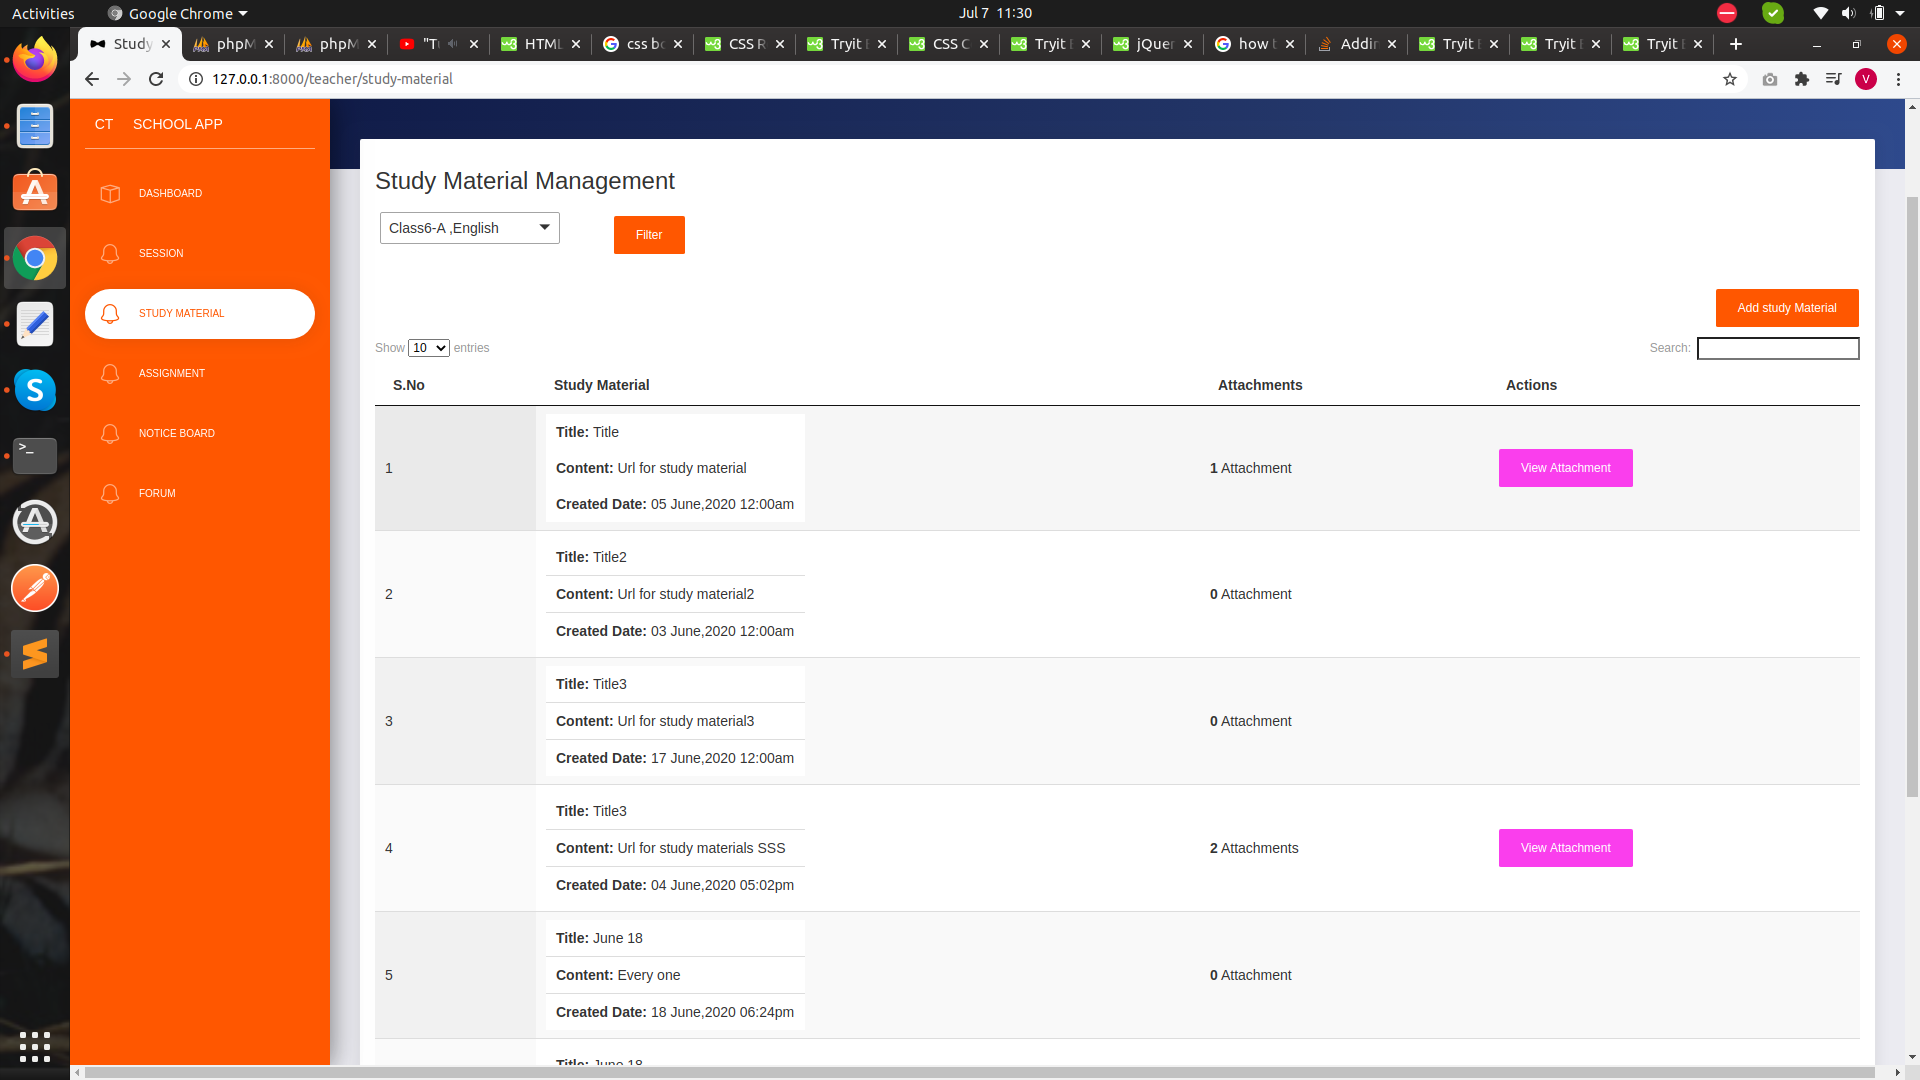 Activities Google Chrome Jul 7 11:30
Study phpM phpM "Tu HTML css bo CSS R Tryit E CSS C Tryit E jQuer how t Addin Tryit E Tryit E Tryit E
127.0.0.1:8000/teacher/study-material V
CT SCHOOL APP
DASHBOARD
SESSION
STUDY MATERIAL
ASSIGNMENT
NOTICE BOARD
FORUM
Study Material Management
Class6-A ,English Filter
Add study Material
Show 10 entries Search:
S.No Study Material Attachments Actions
Title: Title
1 Content: Url for study material 1 Attachment View Attachment
Created Date: 05 June,2020 12:00am
Title: Title2
2 Content: Url for study material2 0 Attachment
Created Date: 03 June,2020 12:00am
Title: Title3
3 Content: Url for study material3 0 Attachment
Created Date: 17 June,2020 12:00am
Title: Title3
4 Content: Url for study materials SSS 2 Attachments View Attachment
Created Date: 04 June,2020 05:02pm
Title: June 18
5 Content: Every one 0 Attachment
Created Date: 18 June,2020 06:24pm
Title: June 18